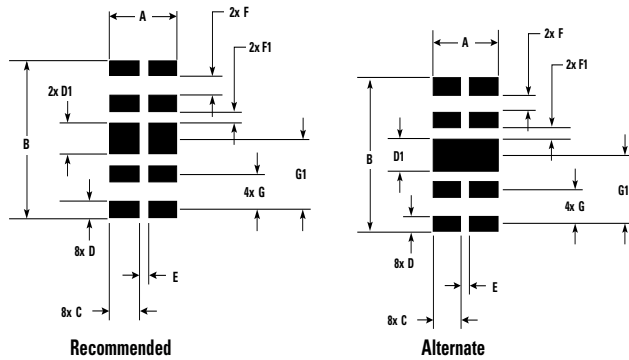 A
2x F
2x F1
2x D1
B
G1
4x G
8x D
E
8x C
Recommended
A
2x F
2x F1
B
D1
G1
4x G
8x D
E
8x C
Alternate